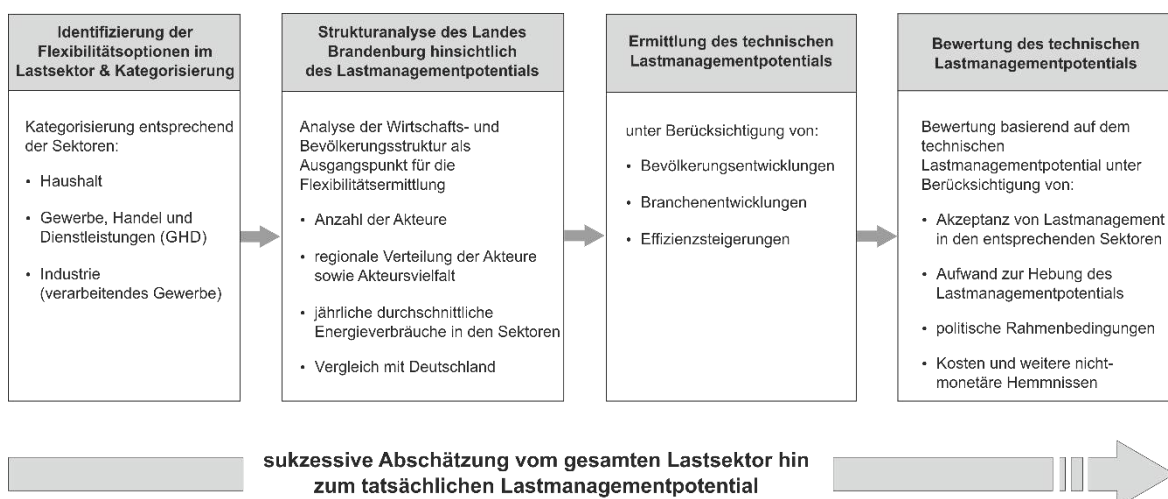 Identifizierung der
Flexibilitätsoptionen im
Lastsektor & Kategorisierung
Kategorisierung entsprechend
der Sektoren:
• Haushalt
• Gewerbe, Handel und
Dienstleistungen (GHD)
• Industrie
(verarbeitendes Gewerbe)
Strukturanalyse des Landes
Brandenburg hinsichtlich
des Lastmanagementpotentials
Analyse der Wirtschafts- und
Bevölkerungsstruktur als
Ausgangspunkt für die
Flexibilitätsermittlung
• Anzahl der Akteure
• regionale Verteilung der Akteure
sowie Akteursvielfalt
• jährliche durchschnittliche
Energieverbräuche in den Sektoren
• Vergleich mit Deutschland
Ermittlung des technischen
Lastmanagementpotentials
unter Berücksichtigung von:
• Bevölkerungsentwicklungen
• Branchenentwicklungen
• Effizienzsteigerungen
Bewertung des technischen
Lastmanagementpotentials
Bewertung basierend auf dem
technischen
Lastmanagementpotential unter
Berücksichtigung von:
• Akzeptanz von Lastmanagement
in den entsprechenden Sektoren
• Aufwand zur Hebung des
Lastmanagementpotentials
• politische Rahmenbedingungen
• Kosten und weitere nicht-
monetäre Hemmnissen
sukzessive Abschätzung vom gesamten Lastsektor hin
zum tatsächlichen Lastmanagementpotential